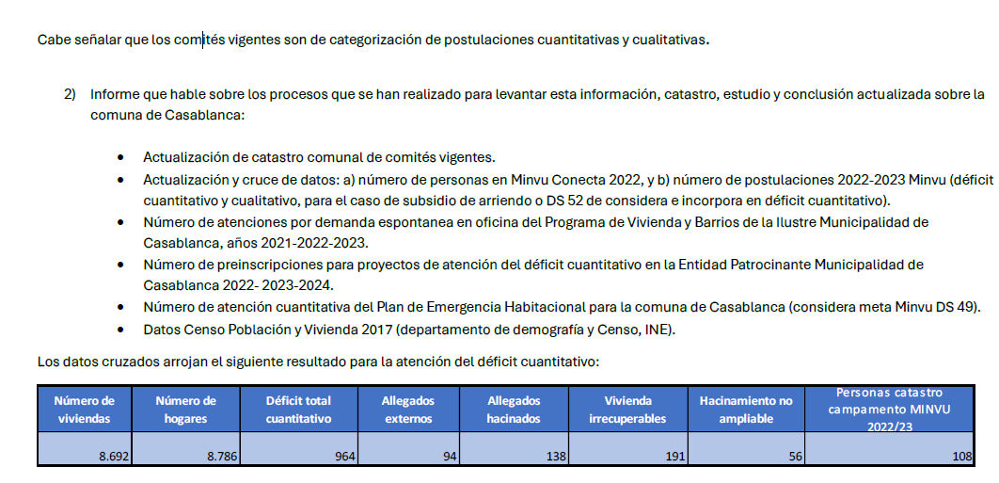 Cabe señalar que los comités vigentes son de categorización de postulaciones cuantitativas y cualitativas.
2) Informe que hable sobre los procesos que se han realizado para levantar esta información, catastro, estudio y conclusión actualizada sobre la
comuna de Casablanca:
• Actualización de catastro comunal de comités vigentes.
• Actualización y cruce de datos: a) número de personas en Minvu Conecta 2022, y b) número de postulaciones 2022-2023 Minvu (déficit
cuantitativo y cualitativo, para el caso de subsidio de arriendo o DS 52 de considera e incorpora en déficit cuantitativo).
• Número de atenciones por demanda espontanea en oficina del Programa de Vivienda y Barrios de la Ilustre Municipalidad de
Casablanca, años 2021-2022-2023.
• Número de preinscripciones para proyectos de atención del déficit cuantitativo en la Entidad Patrocinante Municipalidad de
Casablanca 2022- 2023-2024.
• Número de atención cuantitativa del Plan de Emergencia Habitacional para la comuna de Casablanca (considera meta Minvu DS 49).
• Datos Censo Población y Vivienda 2017 (departamento de demografía y Censo, INE).
Los datos cruzados arrojan el siguiente resultado para la atención del déficit cuantitativo:
Número de viviendas | Número de hogares | Déficit total cuantitativo | Allegados externos | Allegados hacinados | Vivienda irrecuperables | Hacinamiento no ampliable | Personas catastro campamento MINVU 2022/23
8.692 | 8.786 | 964 | 94 | 138 | 191 | 56 | 108